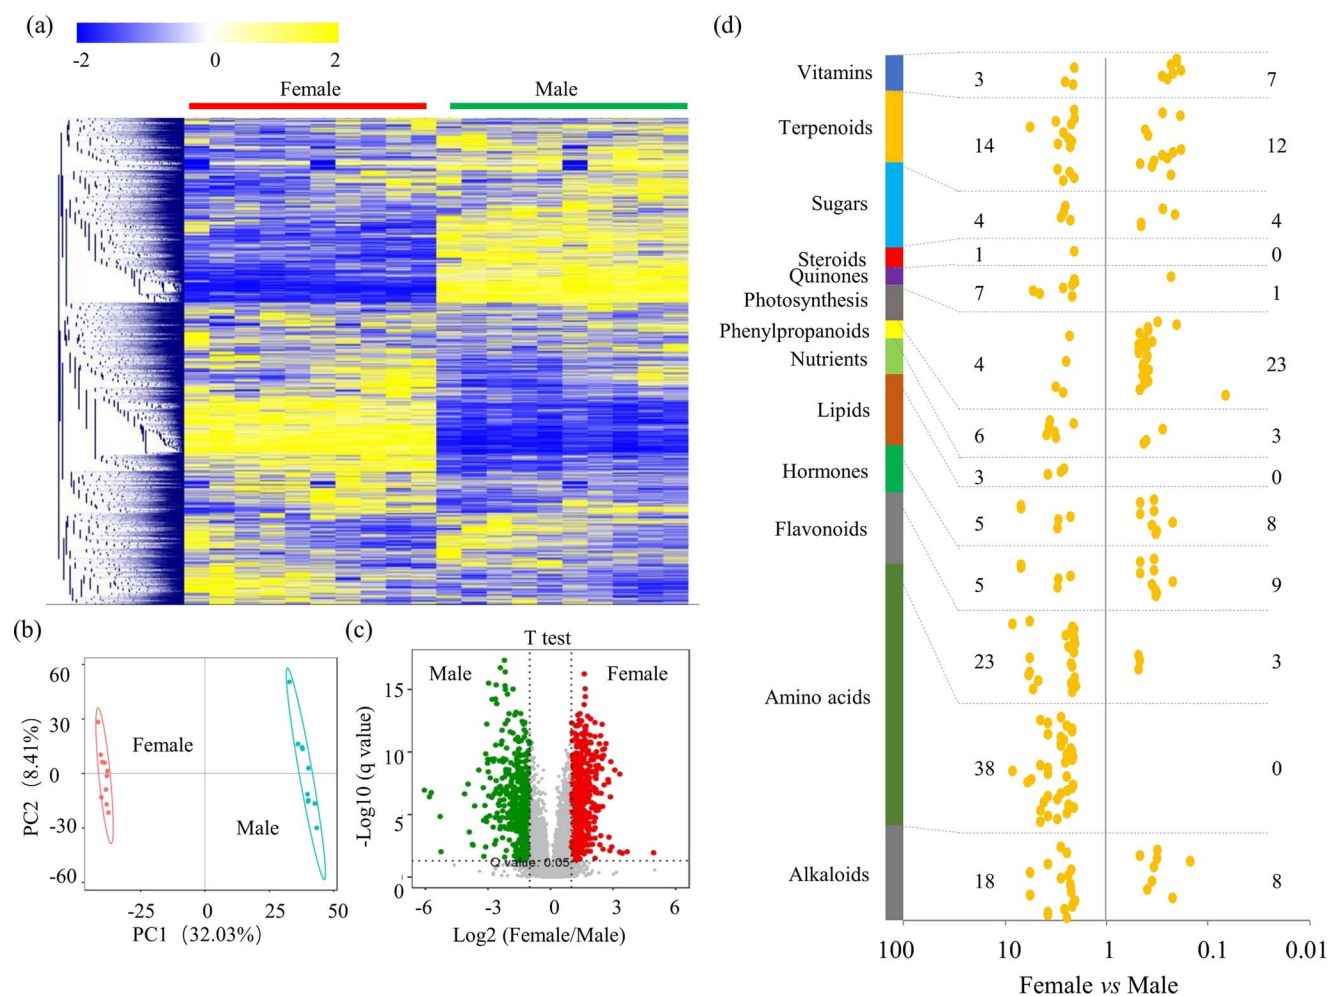 (a)
-2 0 2
Female Male
(b)
60
30
0
-30
-60
PC2 (8.41%)
Female
Male
-25 0 25 50
PC1 (32.03%)
(c)
T test
Male Female
15
10
5
0
-Log10 (q value)
Q value: 0.05
-6 -3 0 3 6
Log2 (Female/Male)
(d)
Vitamins 3 7
Terpenoids 14 12
Sugars 4 4
Steroids 1 0
Quinones
Photosynthesis 7 1
Phenylpropanoids
Nutrients 4 23
Lipids
6 3
Hormones 3 0
Flavonoids 5 8
5 9
Amino acids 23 3
38 0
Alkaloids 18 8
100 10 1 0.1 0.01
Female vs Male